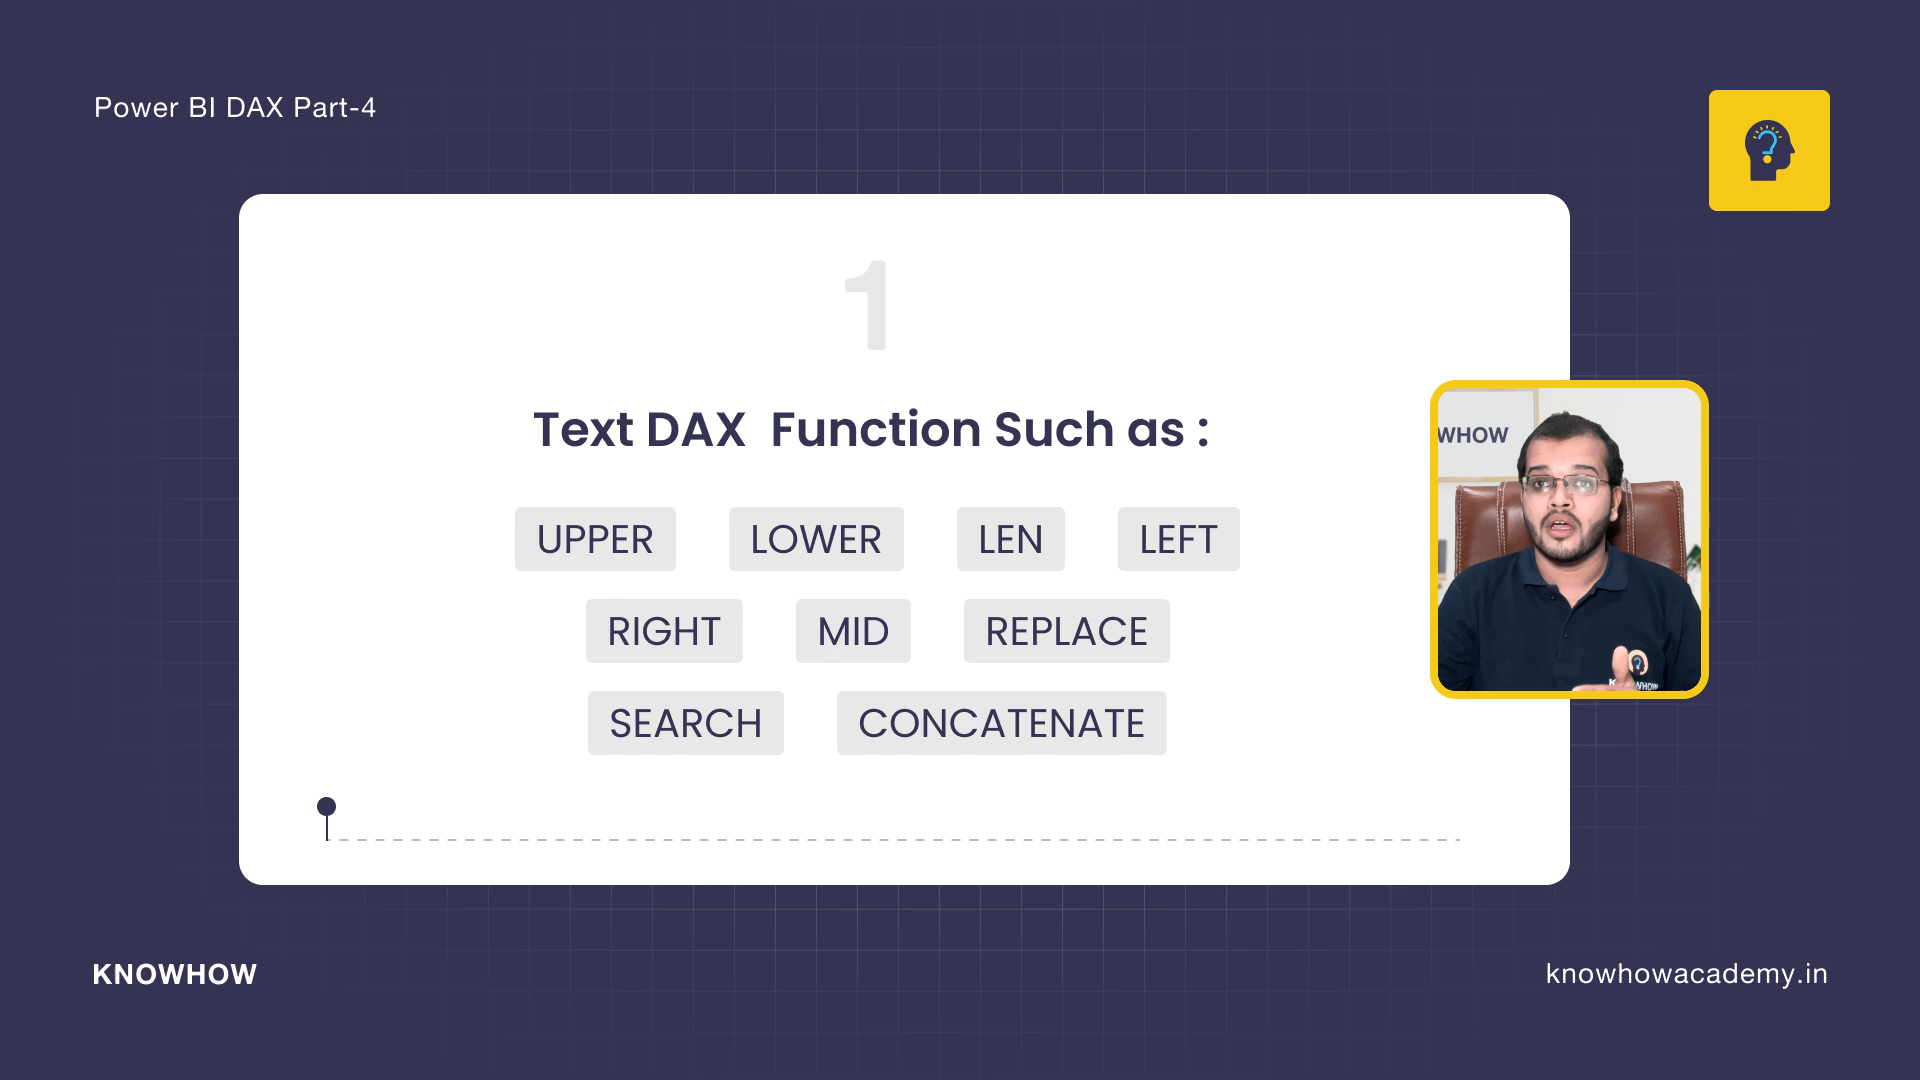 Power BI DAX Part-4
1
Text DAX Function Such as :
UPPER LOWER LEN LEFT
RIGHT MID REPLACE
SEARCH CONCATENATE
WHOW
KNOWHOW
knowhowacademy.in